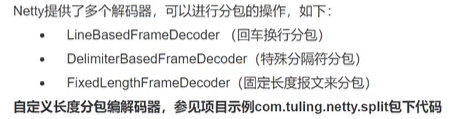 Netty提供了多个解码器，可以进行分包的操作，如下：
• LineBasedFrameDecoder （回车换行分包）
• DelimiterBasedFrameDecoder（特殊分隔符分包）
• FixedLengthFrameDecoder（固定长度报文来分包）
自定义长度分包编解码器，参见项目示例com.tuling.netty.split包下代码